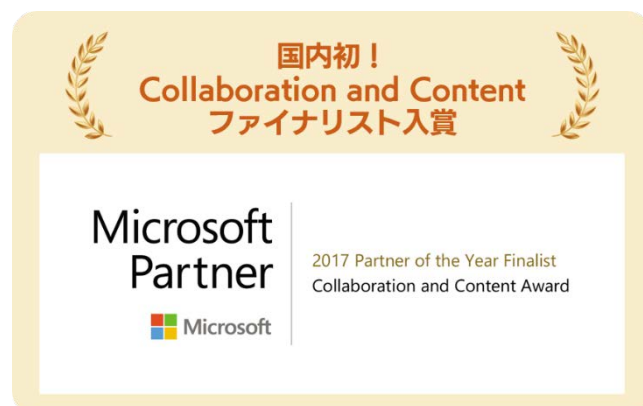 国内初！
Collaboration and Content
ファイナリスト入賞
Microsoft
Partner
Microsoft
2017 Partner of the Year Finalist
Collaboration and Content Award